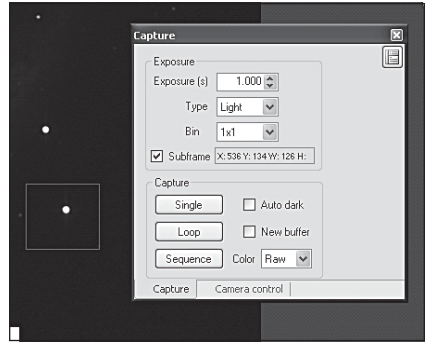 Capture
Exposure
Exposure (s) 1.000
Type Light
Bin 1x1
Subframe X: 536 Y: 134 W: 126 H:
Capture
Single Auto dark
Loop New buffer
Sequence Color Raw
Capture Camera control